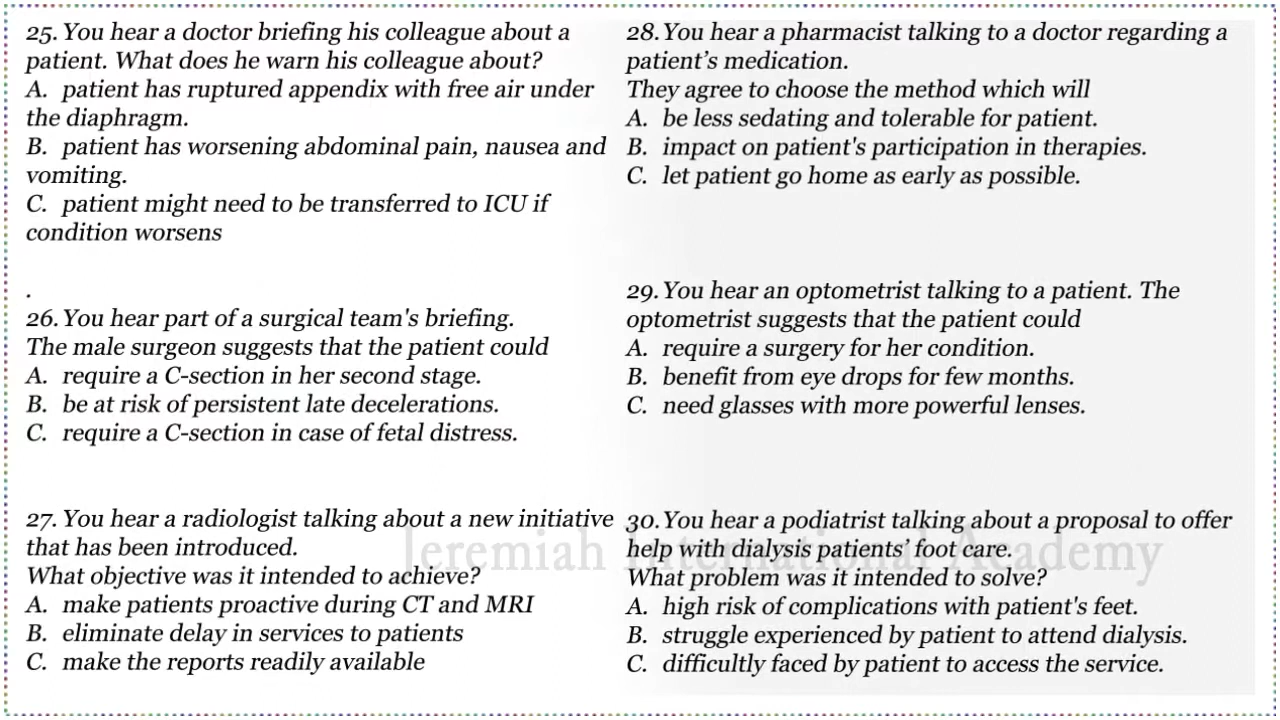 25. You hear a doctor briefing his colleague about a
patient. What does he warn his colleague about?
A. patient has ruptured appendix with free air under
the diaphragm.
B. patient has worsening abdominal pain, nausea and
vomiting.
C. patient might need to be transferred to ICU if
condition worsens
.
26. You hear part of a surgical team's briefing.
The male surgeon suggests that the patient could
A. require a C-section in her second stage.
B. be at risk of persistent late decelerations.
C. require a C-section in case of fetal distress.
27. You hear a radiologist talking about a new initiative
that has been introduced.
What objective was it intended to achieve?
A. make patients proactive during CT and MRI
B. eliminate delay in services to patients
C. make the reports readily available
28. You hear a pharmacist talking to a doctor regarding a
patient's medication.
They agree to choose the method which will
A. be less sedating and tolerable for patient.
B. impact on patient's participation in therapies.
C. let patient go home as early as possible.
29. You hear an optometrist talking to a patient. The
optometrist suggests that the patient could
A. require a surgery for her condition.
B. benefit from eye drops for few months.
C. need glasses with more powerful lenses.
30. You hear a podiatrist talking about a proposal to offer
help with dialysis patients' foot care.
What problem was it intended to solve?
A. high risk of complications with patient's feet.
B. struggle experienced by patient to attend dialysis.
C. difficultly faced by patient to access the service.
Jeremiah International Academy